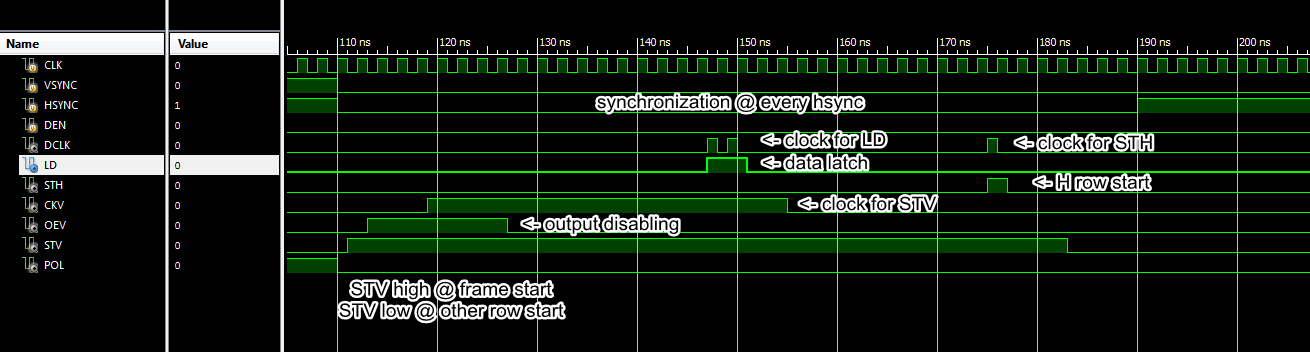 Name Value
110 ns 120 ns 130 ns 140 ns 150 ns 160 ns 170 ns 180 ns 190 ns 200 ns
CLK 0
VSYNC 0
HSYNC 1 synchronization @ every hsync
DEN 0
DCLK 0 <- clock for LD <- clock for STH
LD 0 <- data latch
STH 0 <- H row start
CKV 0 <- clock for STV
OEV 0 <- output disabling
STV 0
POL 0
STV high @ frame start
STV low @ other row start